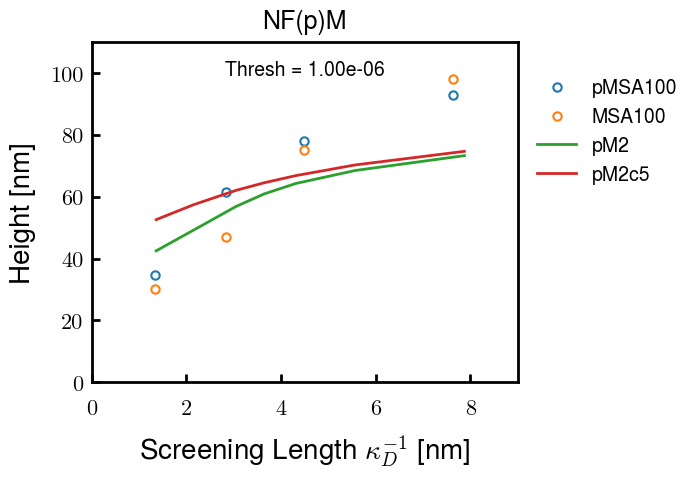 NF(p)M
Thresh = 1.00e-06
100
80
60
40
20
0
Height [nm]
0 2 4 6 8
Screening Length κ_D^{-1} [nm]
pMSA100
MSA100
pM2
pM2c5